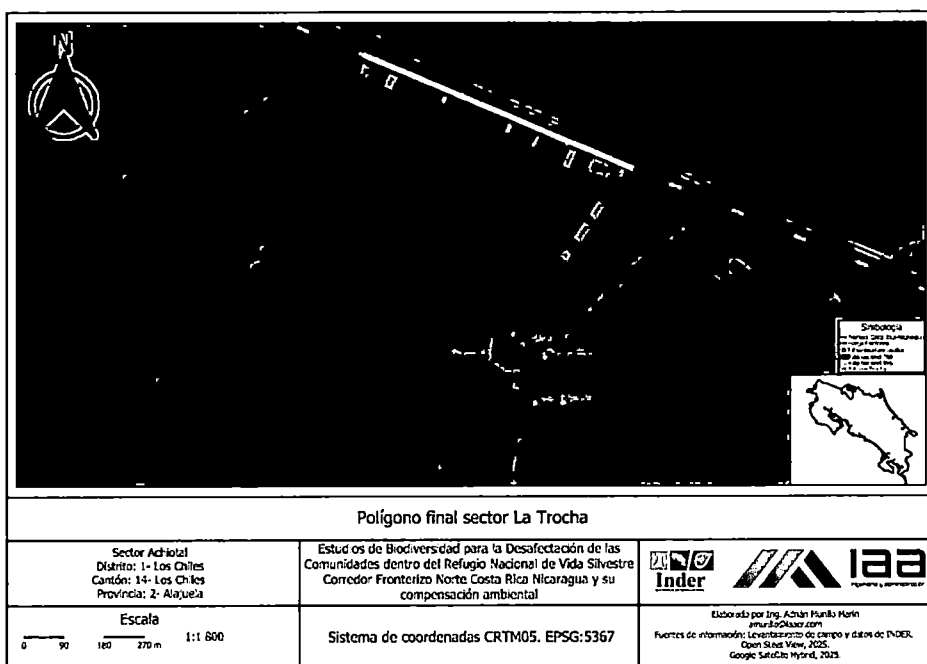 N
Simbología
Polígono final sector La Trocha
Sector Achiotal
Distrito: 1- Los Chiles
Cantón: 14- Los Chiles
Provincia: 2- Alajuela
Estudios de Biodiversidad para la Desafectación de las
Comunidades dentro del Refugio Nacional de Vida Silvestre
Corredor Fronterizo Norte Costa Rica Nicaragua y su
compensación ambiental
Inder
iaa
Escala
0 90 180 270 m 1:1 800
Sistema de coordenadas CRTM05. EPSG:5367
Elaborado por Ing. Adrián Murillo Marín
Fuentes de información: Levantamiento de campo y datos de INDER,
Open Street View, 2025.
Google Satellite Hybrid, 2025.